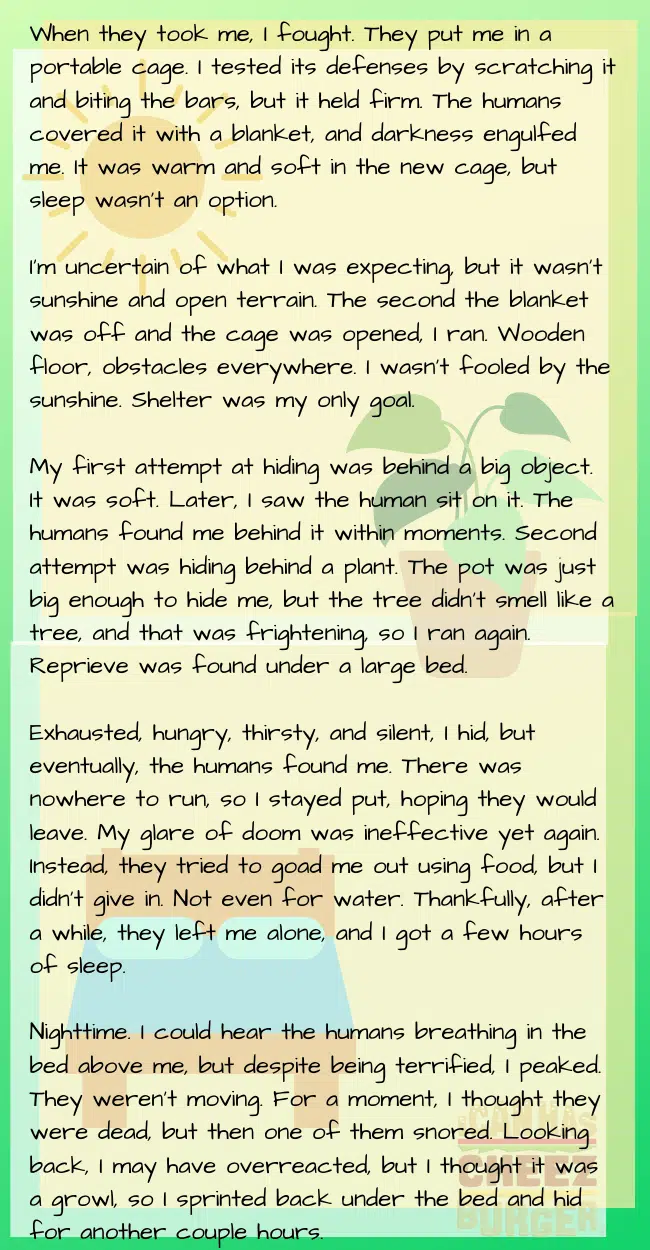 When they took me, I fought. They put me in a
portable cage. I tested its defenses by scratching it
and biting the bars, but it held firm. The humans
covered it with a blanket, and darkness engulfed
me. It was warm and soft in the new cage, but
sleep wasn't an option.
I'm uncertain of what I was expecting, but it wasn't
sunshine and open terrain. The second the blanket
was off and the cage was opened, I ran. Wooden
floor, obstacles everywhere. I wasn't fooled by the
sunshine. Shelter was my only goal.
My first attempt at hiding was behind a big object.
It was soft. Later, I saw the human sit on it. The
humans found me behind it within moments. Second
attempt was hiding behind a plant. The pot was just
big enough to hide me, but the tree didn't smell like a
tree, and that was frightening, so I ran again.
Reprieve was found under a large bed.
Exhausted, hungry, thirsty, and silent, I hid, but
eventually, the humans found me. There was
nowhere to run, so I stayed put, hoping they would
leave. My glare of doom was ineffective yet again.
Instead, they tried to goad me out using food, but I
didn't give in. Not even for water. Thankfully, after
a while, they left me alone, and I got a few hours
of sleep.
Nighttime. I could hear the humans breathing in the
bed above me, but despite being terrified, I peaked.
They weren't moving. For a moment, I thought they
were dead, but then one of them snored. Looking
back, I may have overreacted, but I thought it was
a growl, so I sprinted back under the bed and hid
for another couple hours.
I CAN HAS
CHEEZ
BURGER